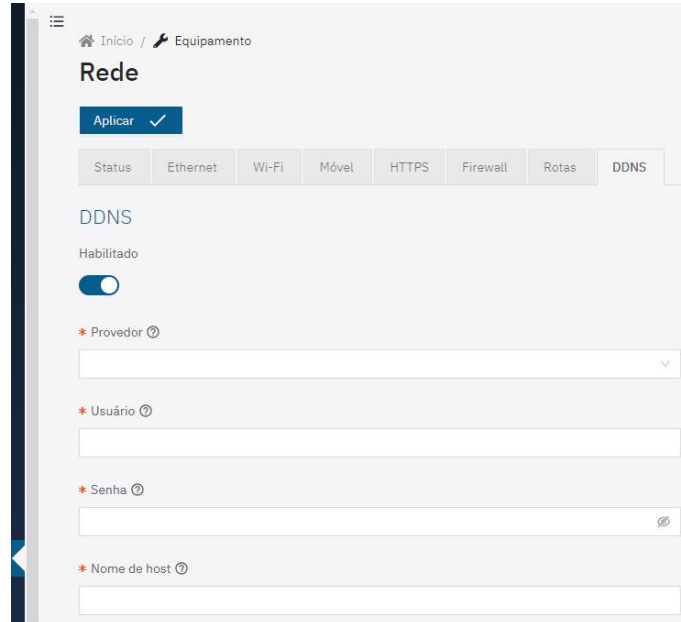 Início / Equipamento
Rede
Aplicar
Status Ethernet Wi-Fi Móvel HTTPS Firewall Rotas DDNS
DDNS
Habilitado
* Provedor
* Usuário
* Senha
* Nome de host